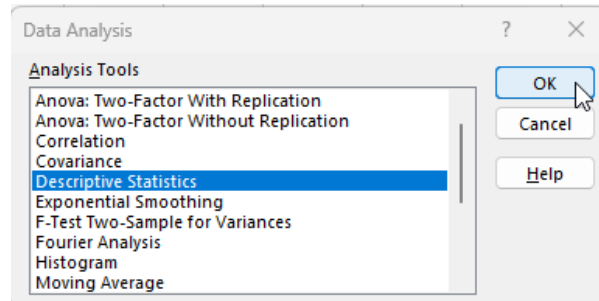 Data Analysis
?
Analysis Tools
OK
Anova: Two-Factor With Replication
Anova: Two-Factor Without Replication
Correlation
Covariance
Descriptive Statistics
Exponential Smoothing
F-Test Two-Sample for Variances
Fourier Analysis
Histogram
Moving Average
Cancel
Help